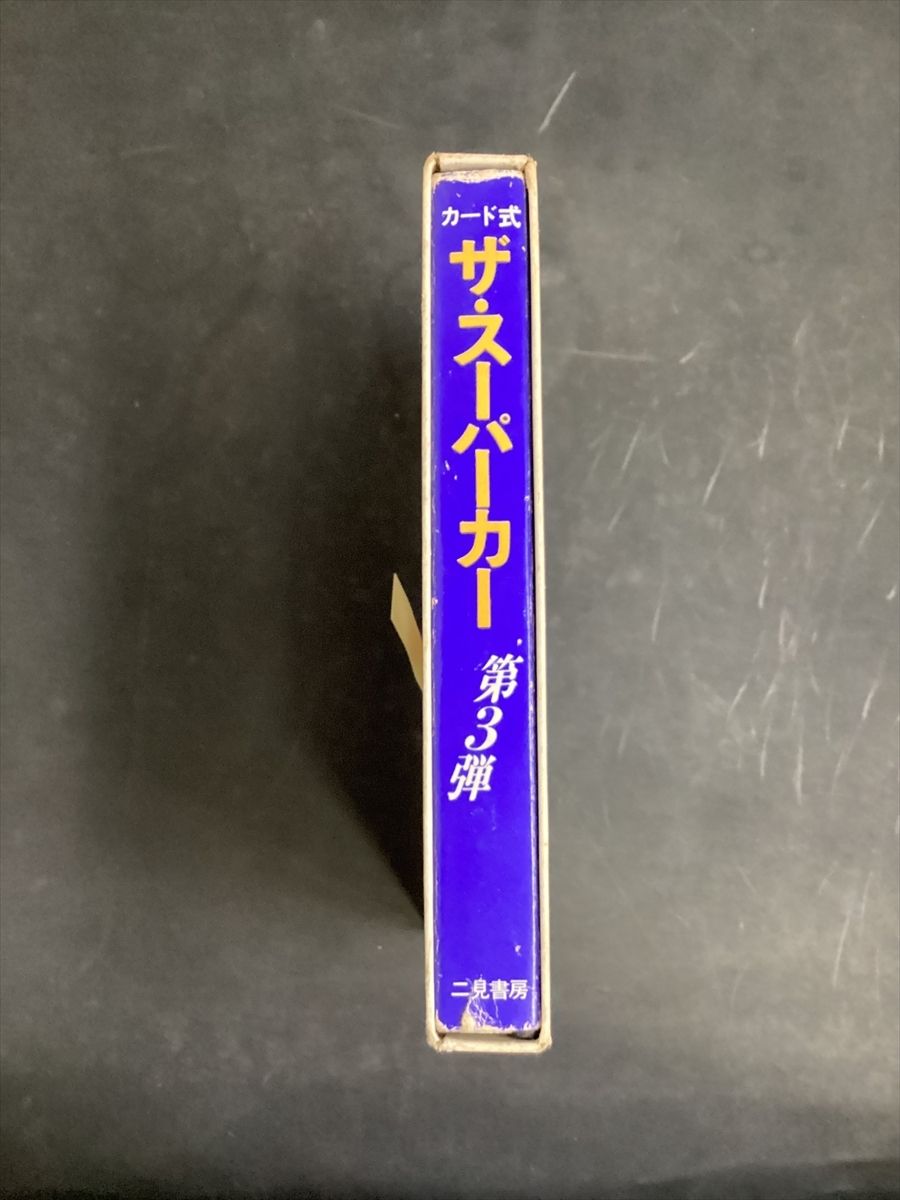 カード式
ザ・スーパーカー
第3弾
二見書房